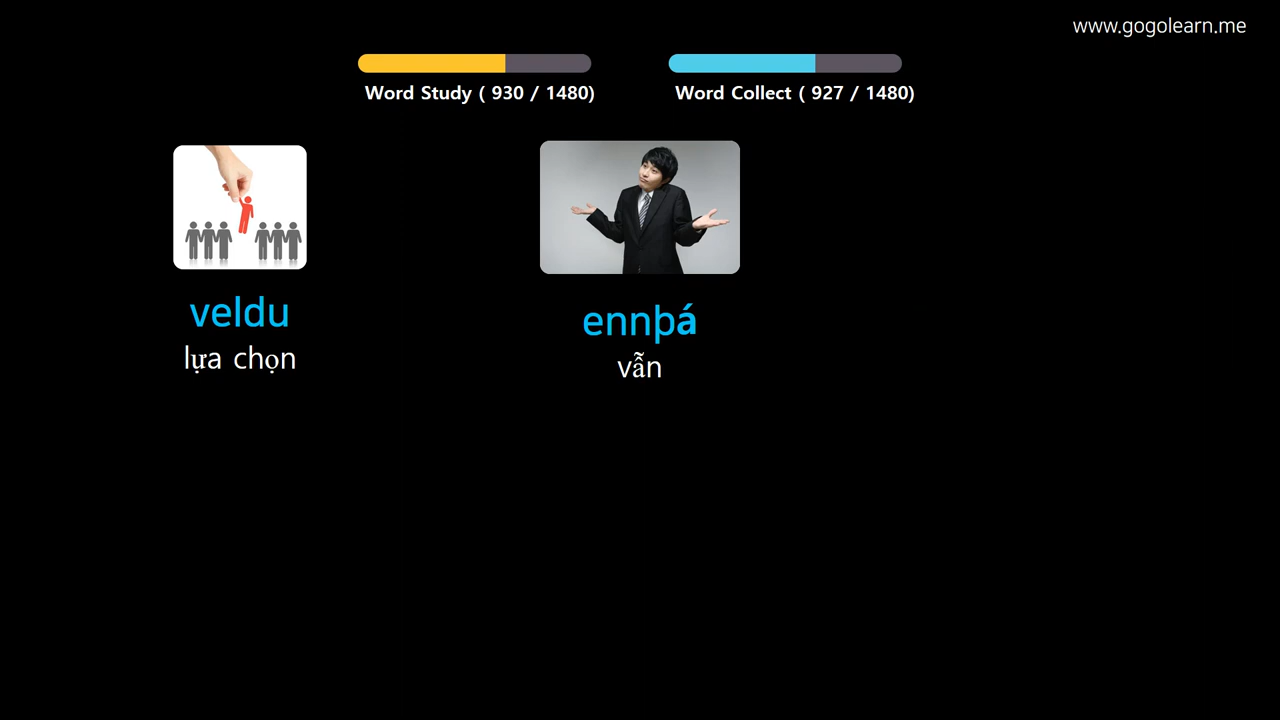 www.gogolearn.me
Word Study ( 930 / 1480)
Word Collect ( 927 / 1480)
veldu
lựa chọn
ennþá
vẫn